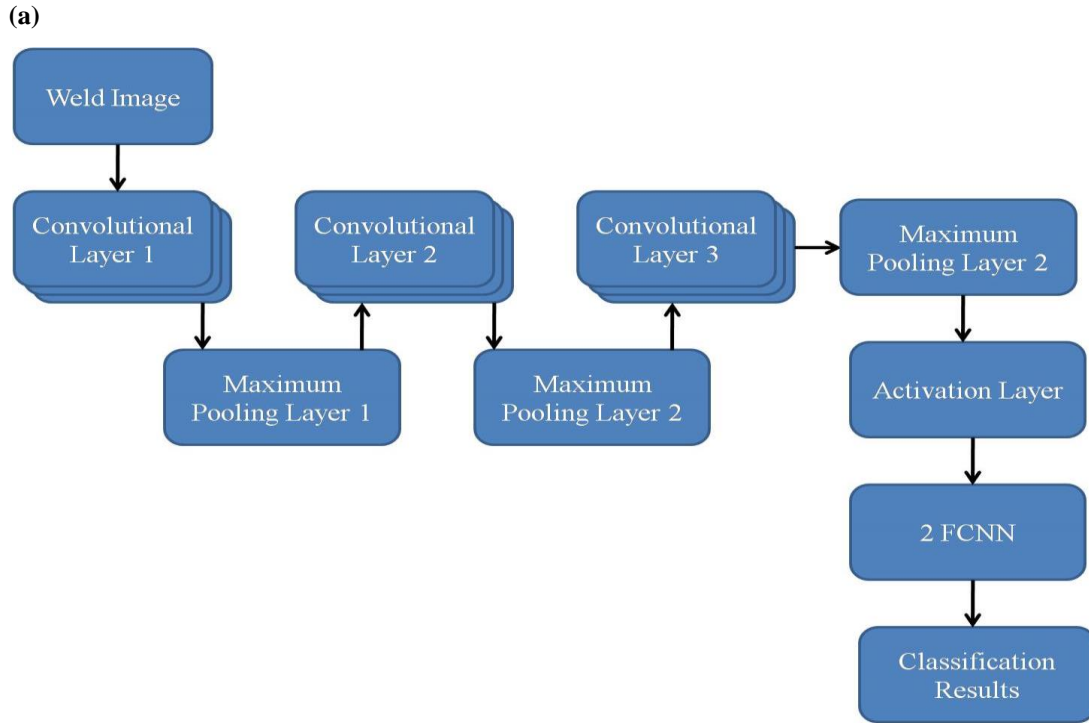 (a)
Weld Image
Convolutional
Layer 1
Maximum
Pooling Layer 1
Convolutional
Layer 2
Maximum
Pooling Layer 2
Convolutional
Layer 3
Maximum
Pooling Layer 2
Activation Layer
2 FCNN
Classification
Results